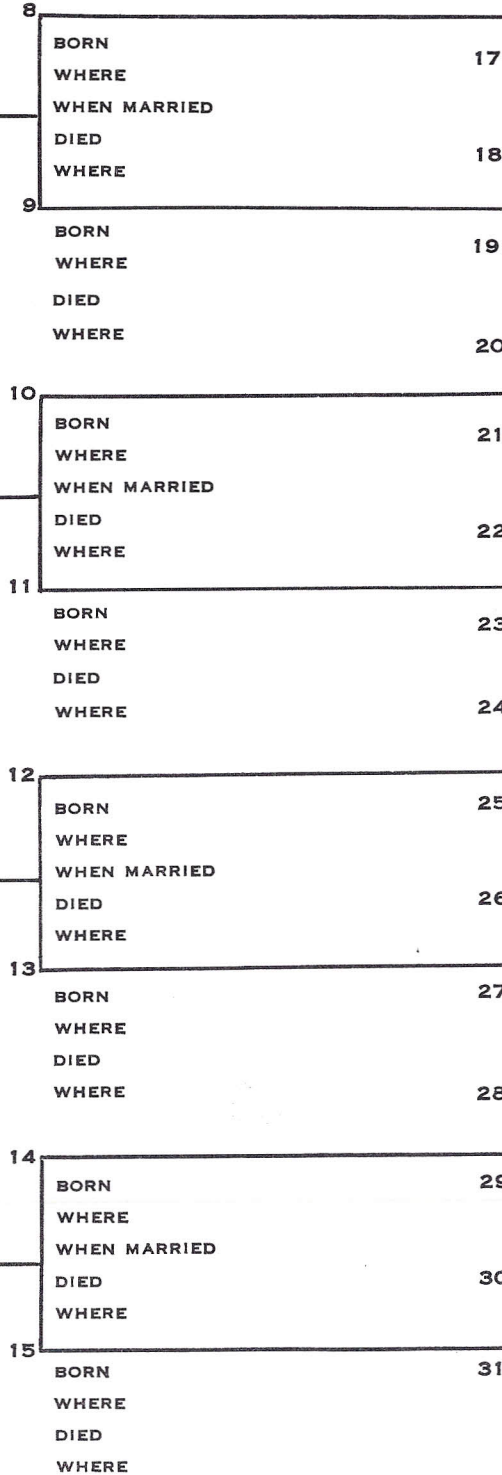 8
BORN
17
WHERE
WHEN MARRIED
DIED
18
WHERE
9
BORN
19
WHERE
DIED
WHERE
20
10
BORN
21
WHERE
WHEN MARRIED
DIED
22
WHERE
11
BORN
23
WHERE
DIED
24
WHERE
12
25
BORN
WHERE
WHEN MARRIED
26
DIED
WHERE
13
27
BORN
WHERE
DIED
28
WHERE
14
29
BORN
WHERE
WHEN MARRIED
30
DIED
WHERE
15
31
BORN
WHERE
DIED
WHERE